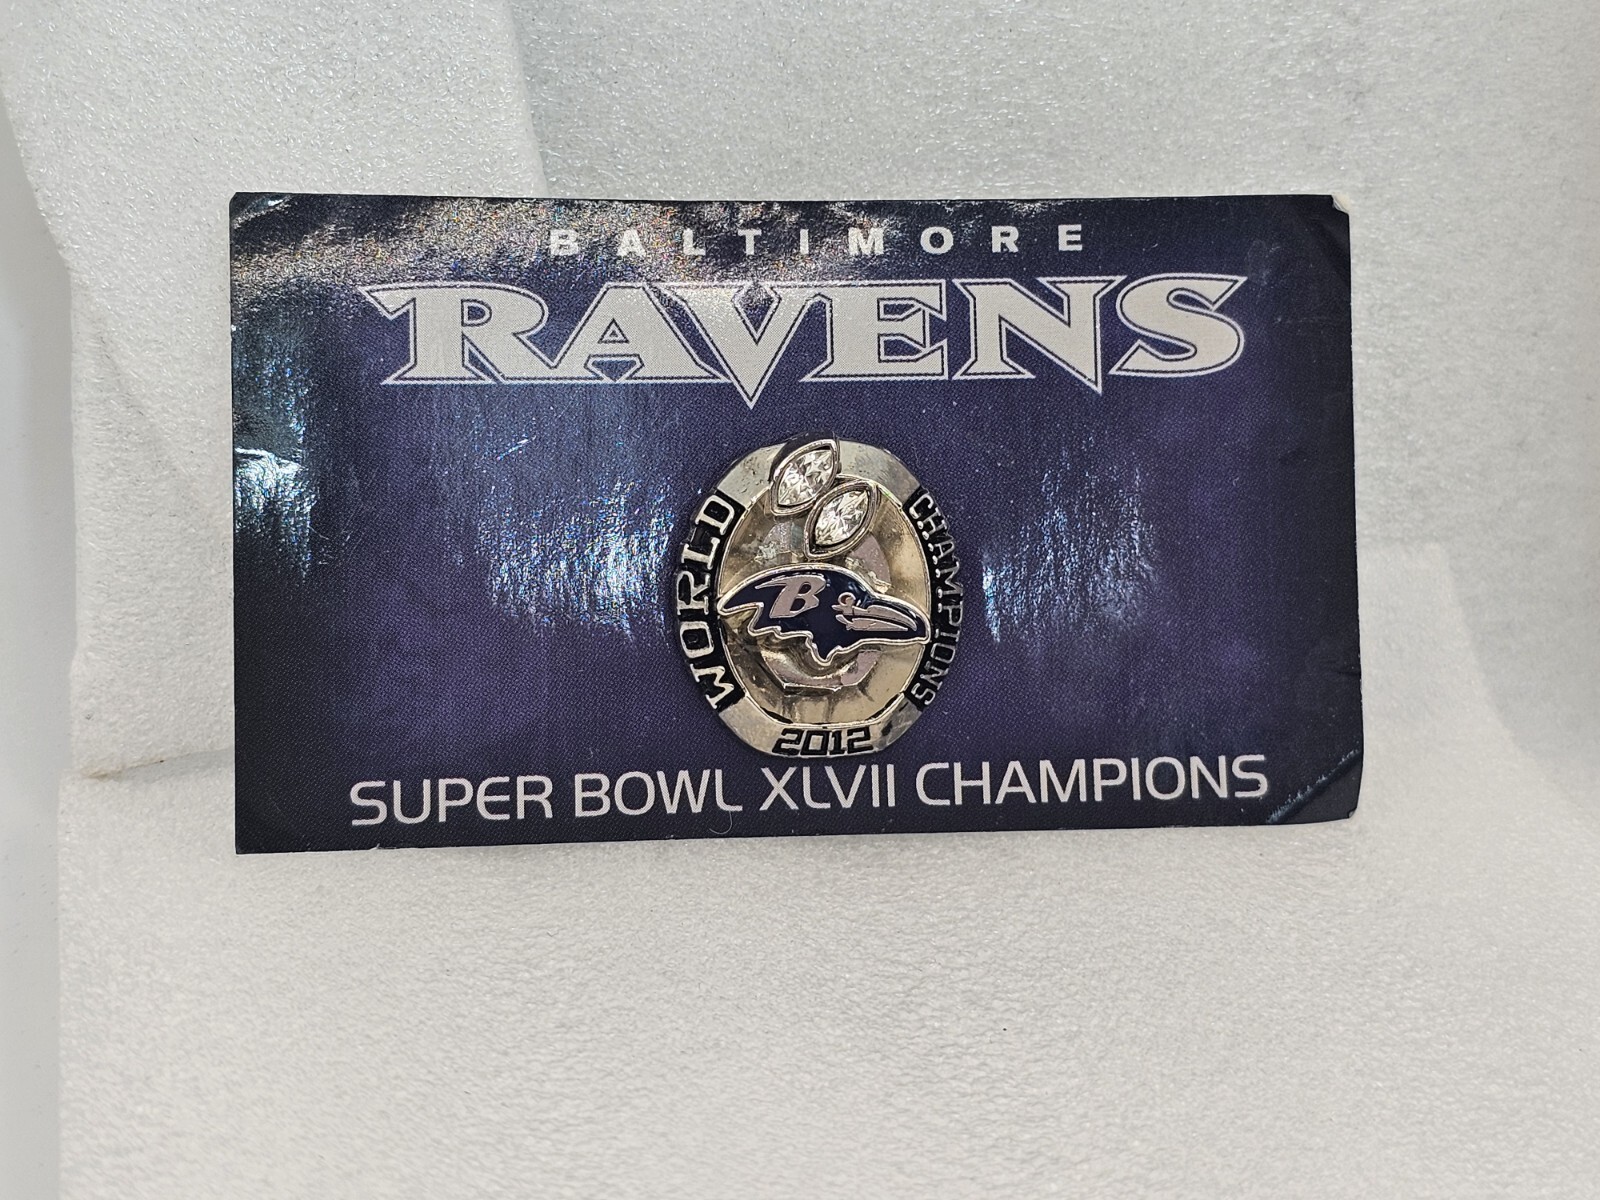 BALTIMORE
RAVENS
WORLD
CHAMPIONS
B
2012
SUPER BOWL XLVII CHAMPIONS